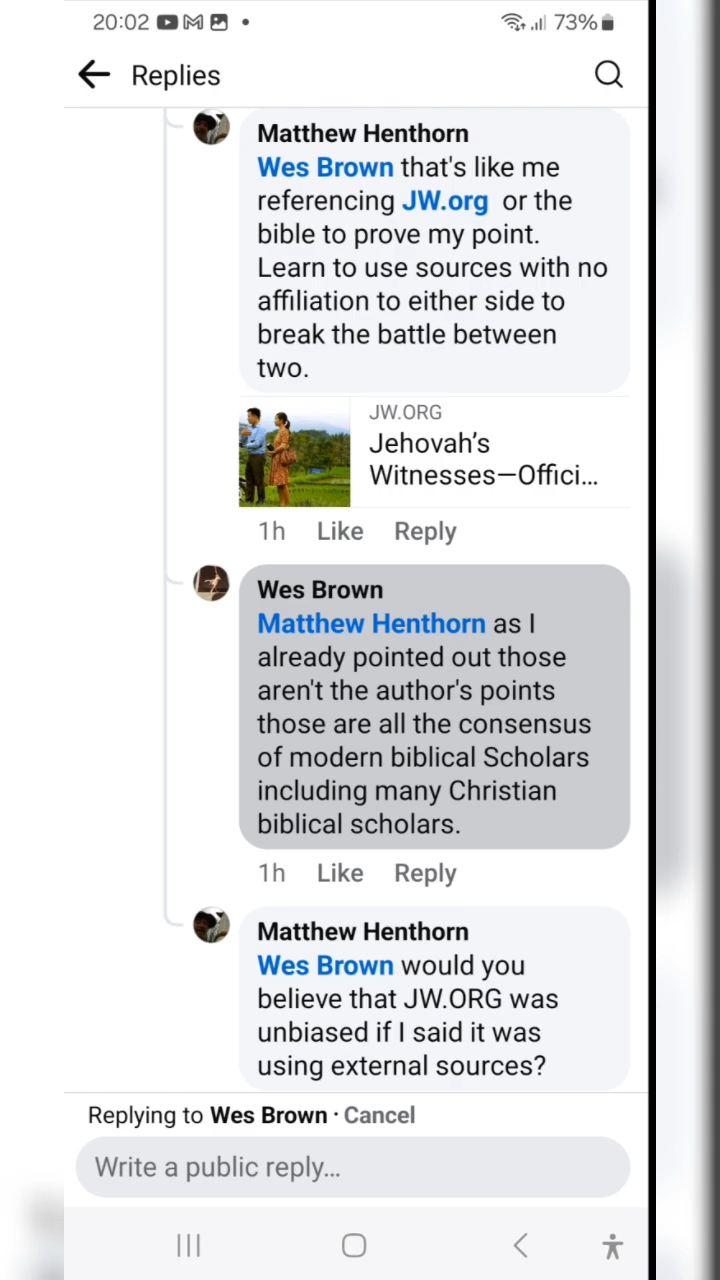 20:02 73%
Replies
Matthew Henthorn
Wes Brown that's like me
referencing JW.org or the
bible to prove my point.
Learn to use sources with no
affiliation to either side to
break the battle between
two.
JW.ORG
Jehovah’s
Witnesses—Offici...
1h Like Reply
Wes Brown
Matthew Henthorn as I
already pointed out those
aren't the author's points
those are all the consensus
of modern biblical Scholars
including many Christian
biblical scholars.
1h Like Reply
Matthew Henthorn
Wes Brown would you
believe that JW.ORG was
unbiased if I said it was
using external sources?
Replying to Wes Brown · Cancel
Write a public reply...